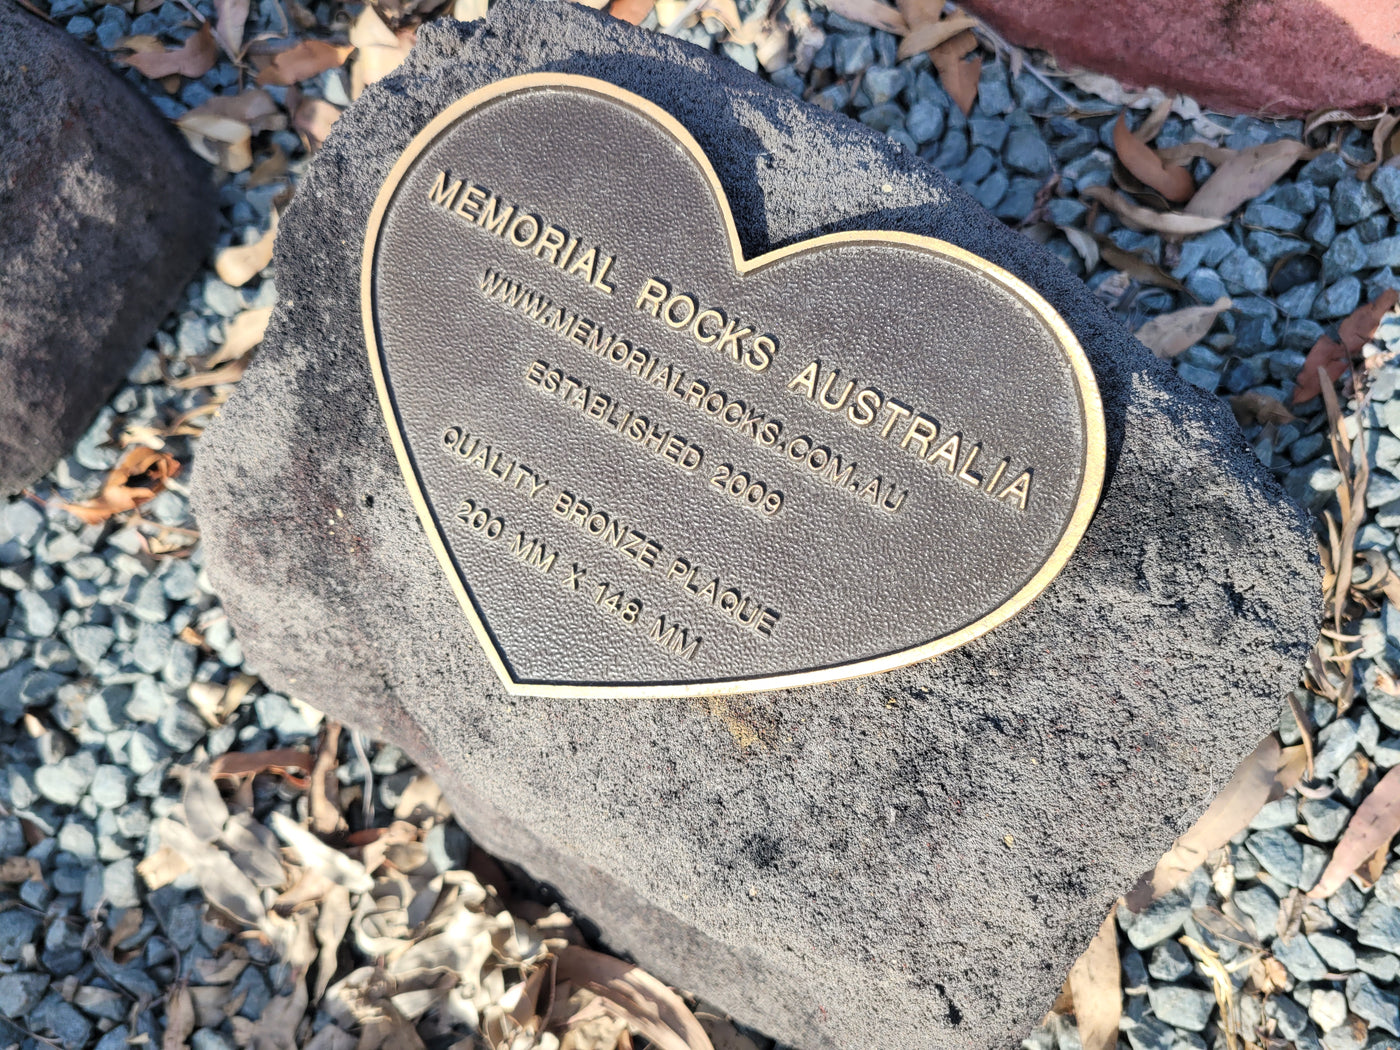 MEMORIAL ROCKS AUSTRALIA
WWW.MEMORIALROCKS.COM.AU
ESTABLISHED 2009
QUALITY BRONZE PLAQUE
200 MM X 148 MM